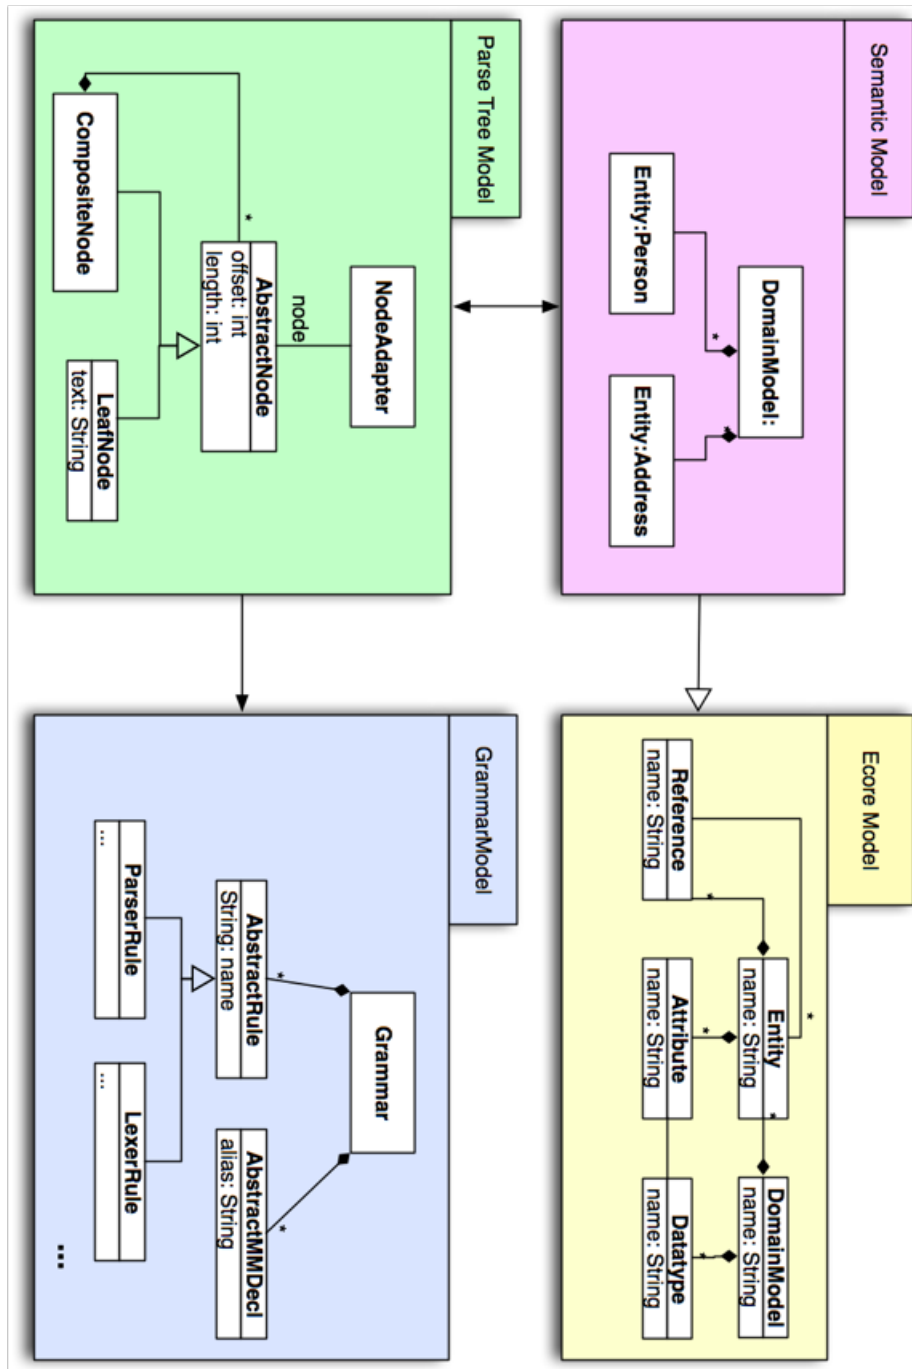 Semantic Model
DomainModel:
*
*
Entity:Person
Entity:Address
Ecore Model
Entity
name: String
*
*
DomainModel
name: String
Reference
name: String
*
Attribute
name: String
*
Datatype
name: String
*
Parse Tree Model
NodeAdapter
node
*
AbstractNode
offset: int
length: int
CompositeNode
LeafNode
text: String
GrammarModel
Grammar
*
*
AbstractRule
String: name
AbstractMMDecl
alias: String
ParserRule
...
LexerRule
...
...